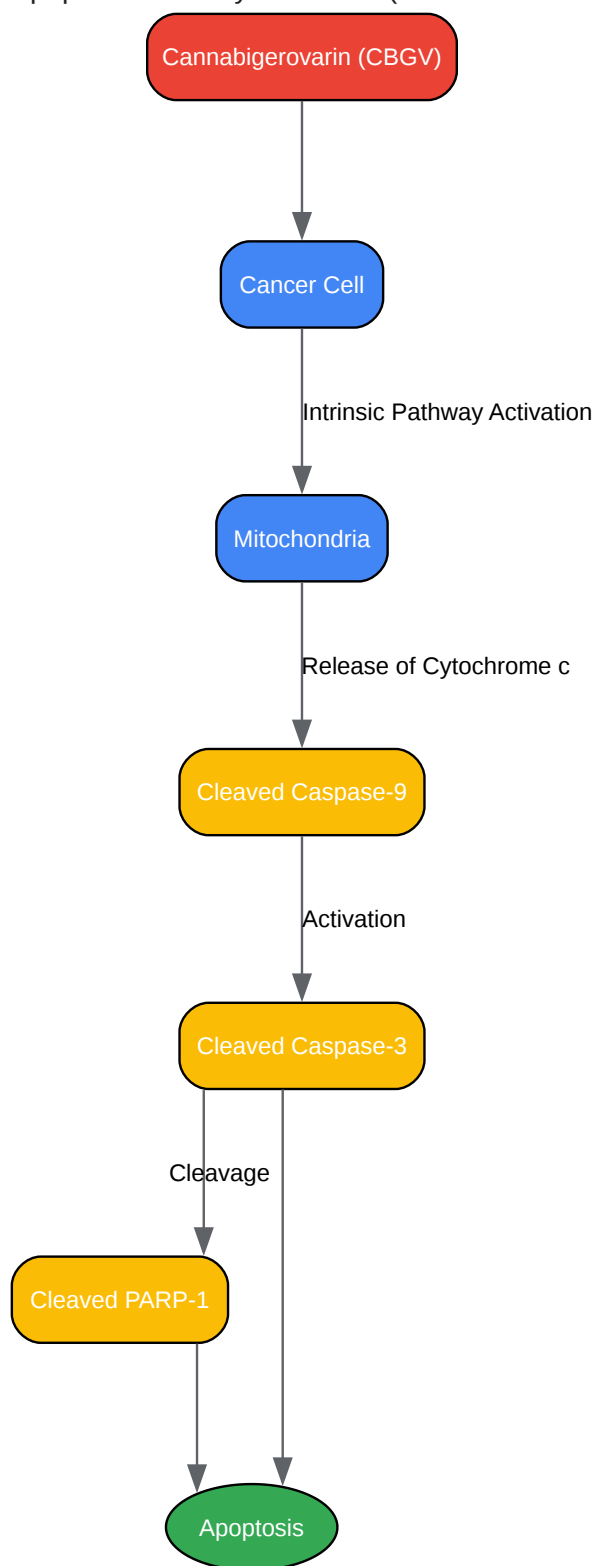 Cannabigerovarin (CBGV)
Cancer Cell
Intrinsic Pathway Activation
Mitochondria
Release of Cytochrome c
Cleaved Caspase-9
Activation
Cleaved Caspase-3
Cleavage
Cleaved PARP-1
Apoptosis